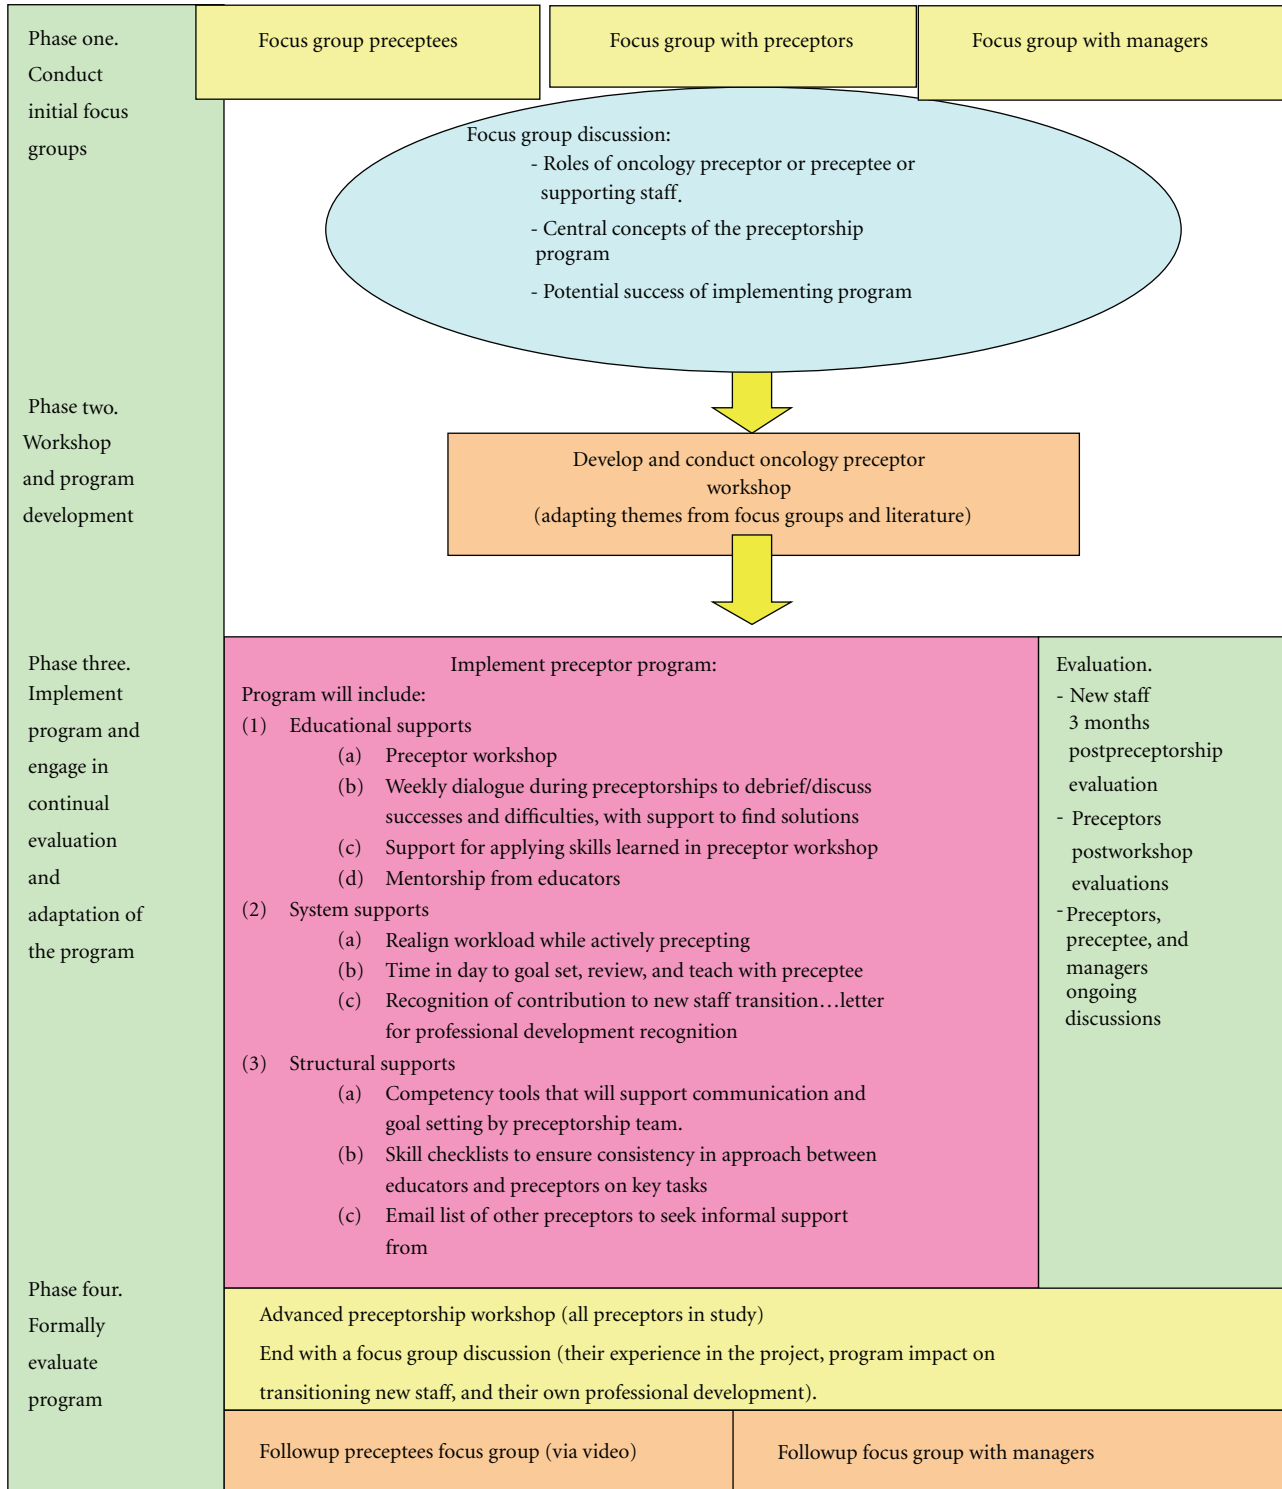 Phase one.
Conduct
initial focus
groups
Focus group preceptees
Focus group with preceptors
Focus group with managers
Focus group discussion:
- Roles of oncology preceptor or preceptee or
supporting staff.
- Central concepts of the preceptorship
program
- Potential success of implementing program
Phase two.
Workshop
and program
development
Develop and conduct oncology preceptor
workshop
(adapting themes from focus groups and literature)
Phase three.
Implement
program and
engage in
continual
evaluation
and
adaptation of
the program
Implement preceptor program:
Program will include:
(1) Educational supports
(a) Preceptor workshop
(b) Weekly dialogue during preceptorships to debrief/discuss
successes and difficulties, with support to find solutions
(c) Support for applying skills learned in preceptor workshop
(d) Mentorship from educators
(2) System supports
(a) Realign workload while actively precepting
(b) Time in day to goal set, review, and teach with preceptee
(c) Recognition of contribution to new staff transition...letter
for professional development recognition
(3) Structural supports
(a) Competency tools that will support communication and
goal setting by preceptorship team.
(b) Skill checklists to ensure consistency in approach between
educators and preceptors on key tasks
(c) Email list of other preceptors to seek informal support
from
Evaluation.
- New staff
3 months
postpreceptorship
evaluation
- Preceptors
postworkshop
evaluations
- Preceptors,
preceptee, and
managers
ongoing
discussions
Phase four.
Formally
evaluate
program
Advanced preceptorship workshop (all preceptors in study)
End with a focus group discussion (their experience in the project, program impact on
transitioning new staff, and their own professional development).
Followup preceptees focus group (via video)
Followup focus group with managers